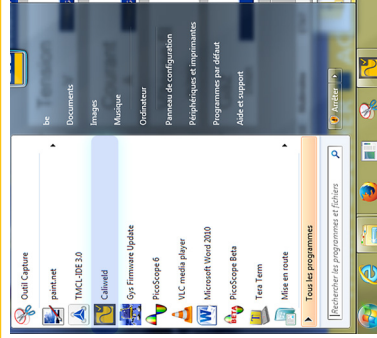 Outil Capture
paint.net
TMCL-IDE 3.0
Caliweld
Gys Firmware Update
PicoScope 6
VLC media player
Microsoft Word 2010
PicoScope Beta
BETA
Tera Term
Mise en route
Tous les programmes
Rechercher les programmes et fichiers
be
Documents
Images
Musique
Ordinateur
Panneau de configuration
Périphériques et imprimantes
Programmes par défaut
Aide et support
Arrêter